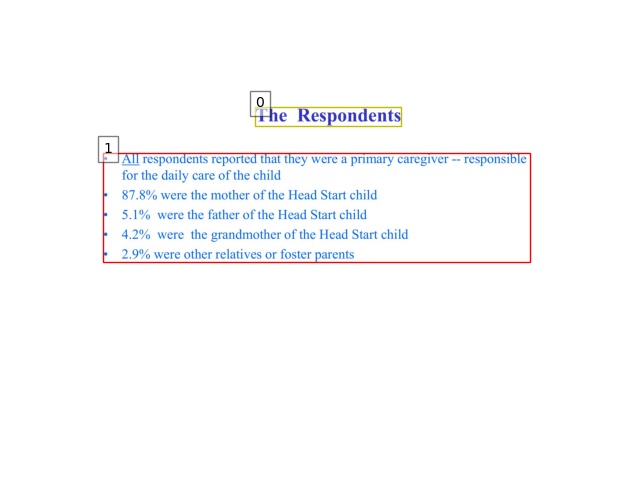 0
The Respondents
1
• All respondents reported that they were a primary caregiver -- responsible
for the daily care of the child
• 87.8% were the mother of the Head Start child
• 5.1% were the father of the Head Start child
• 4.2% were the grandmother of the Head Start child
• 2.9% were other relatives or foster parents